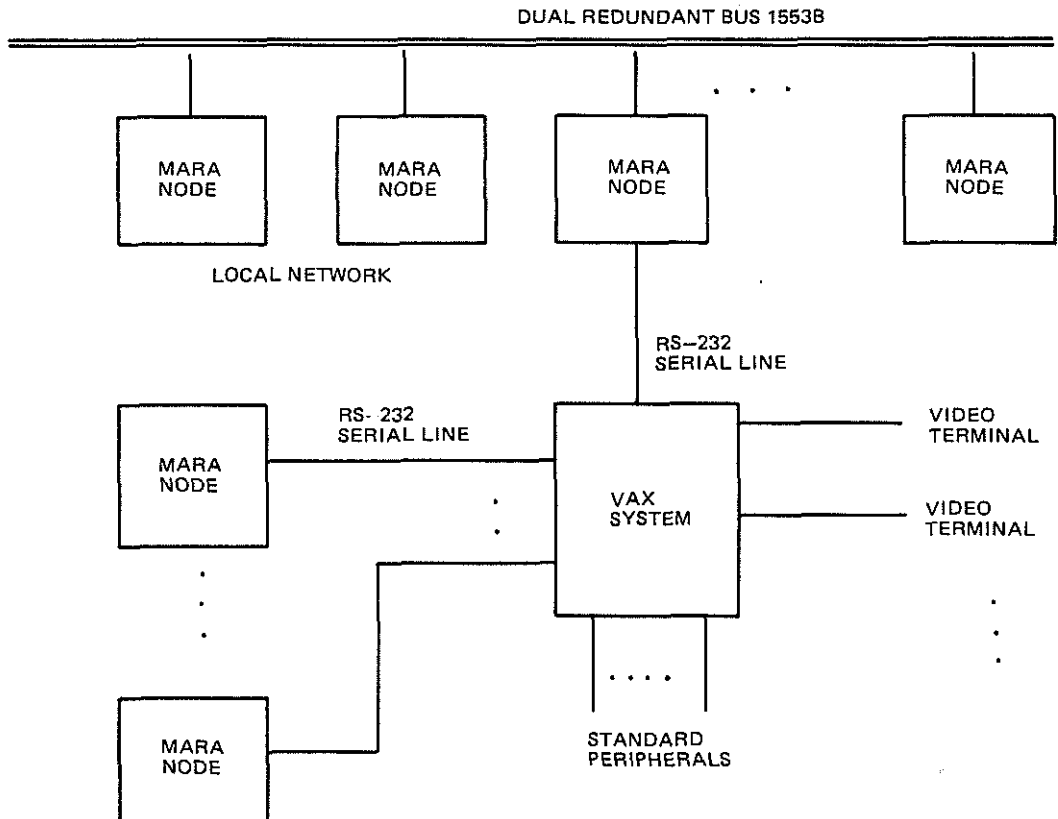 DUAL REDUNDANT BUS 1553B
MARA
NODE
MARA
NODE
MARA
NODE
MARA
NODE
LOCAL NETWORK
RS-232
SERIAL LINE
MARA
NODE
RS-232
SERIAL LINE
VAX
SYSTEM
VIDEO
TERMINAL
VIDEO
TERMINAL
MARA
NODE
STANDARD
PERIPHERALS